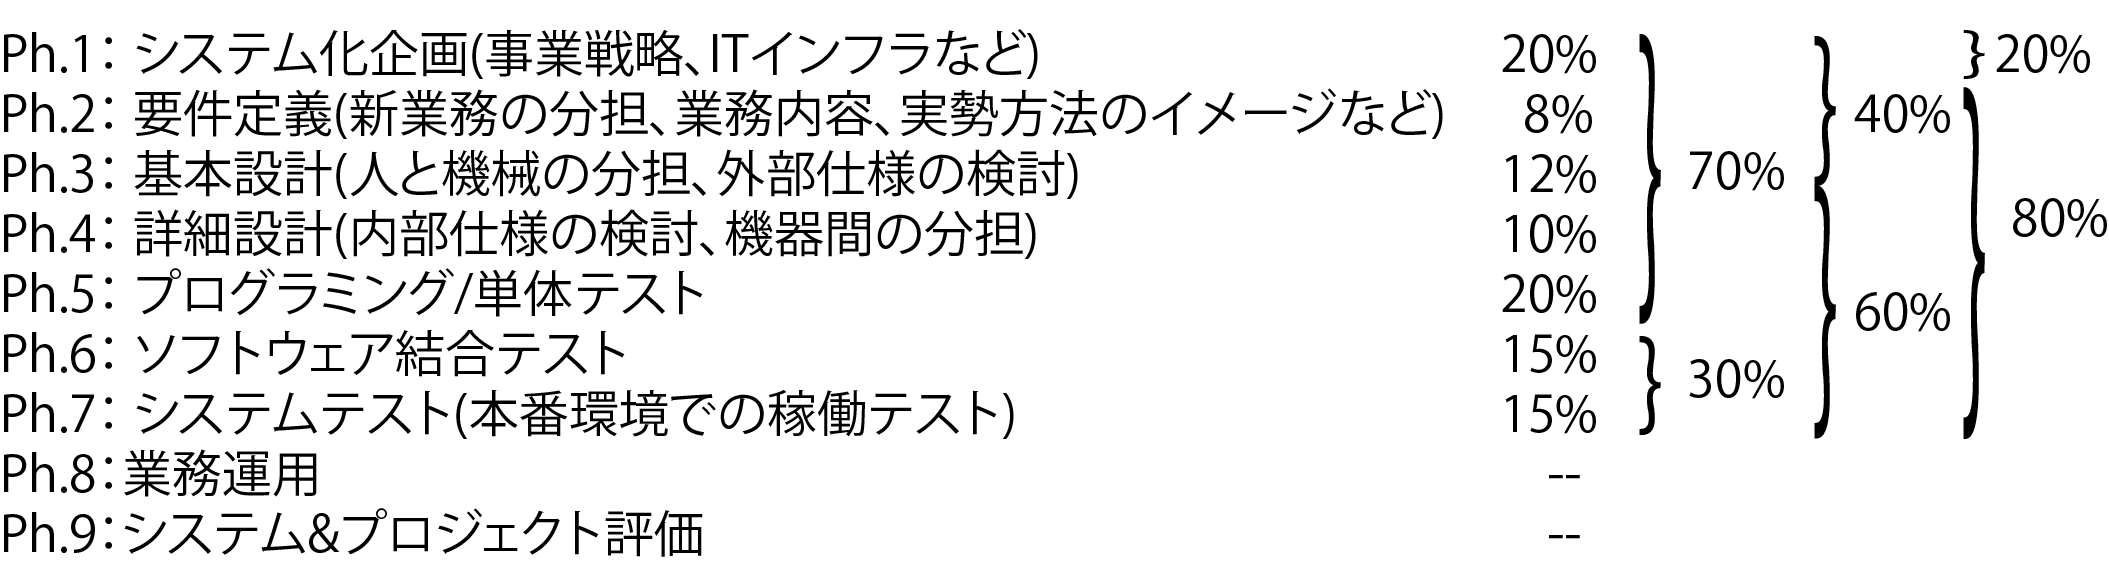 Ph.1: システム化企画(事業戦略、ITインフラなど) 20%
Ph.2: 要件定義(新業務の分担、業務内容、実勢方法のイメージなど) 8%
Ph.3: 基本設計(人と機械の分担、外部仕様の検討) 12%
Ph.4: 詳細設計(内部仕様の検討、機器間の分担) 10%
Ph.5: プログラミング/単体テスト 20%
Ph.6: ソフトウェア結合テスト 15%
Ph.7: システムテスト(本番環境での稼働テスト) 15%
Ph.8:業務運用 --
Ph.9:システム&プロジェクト評価 --
70%
30%
40%
60%
20%
80%